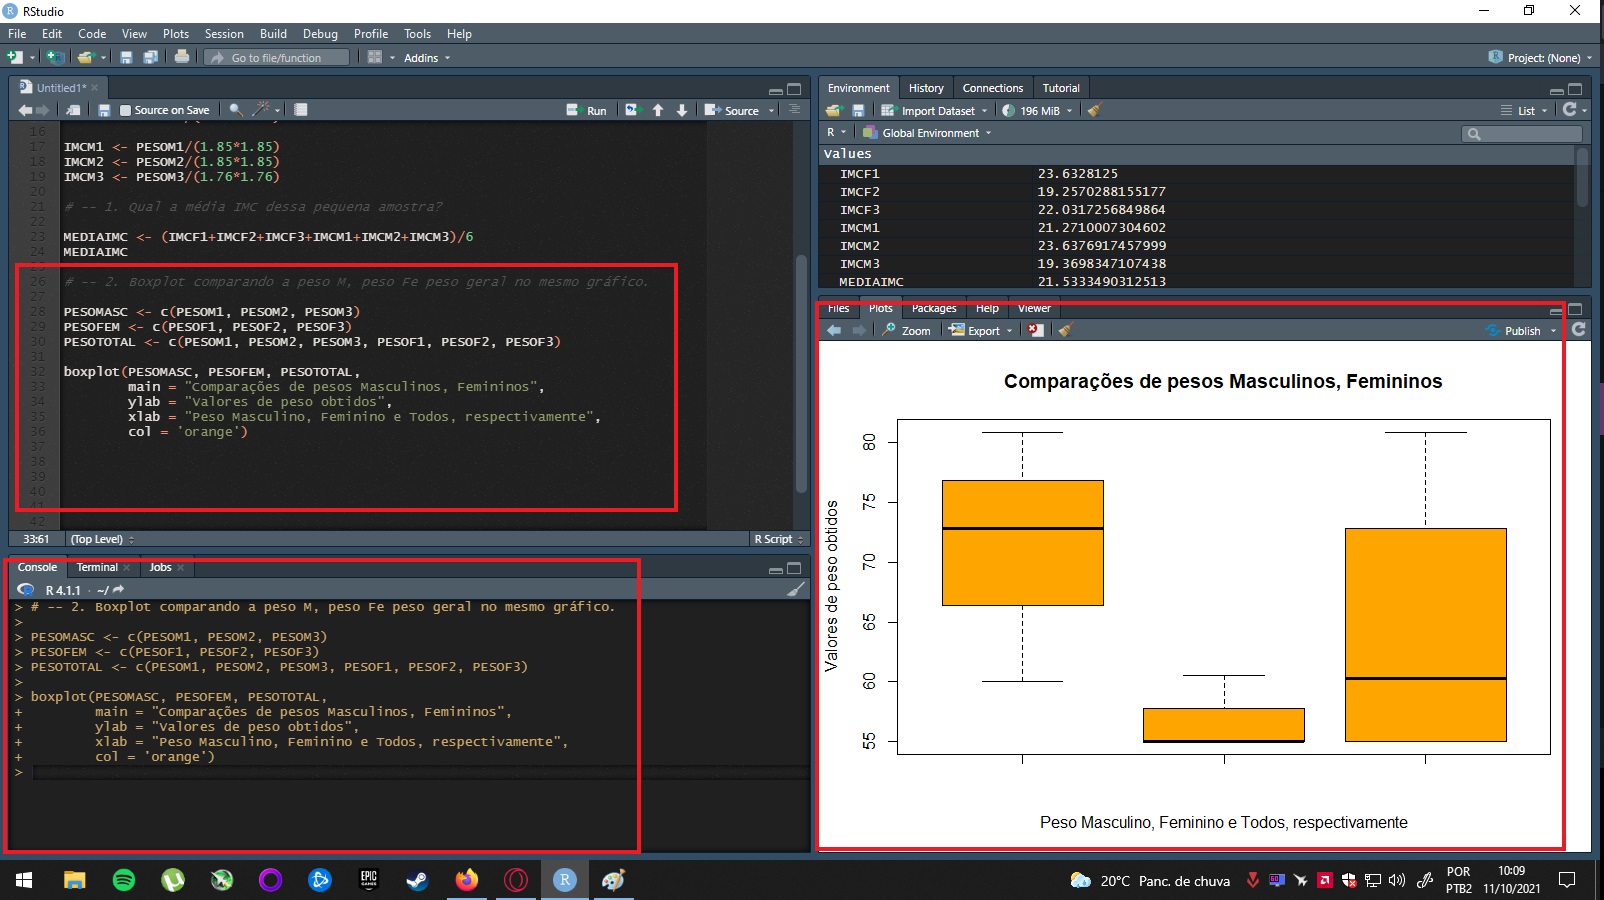 RStudio
File Edit Code View Plots Session Build Debug Profile Tools Help
Go to file/function Addins Project: (None)
Untitled1*
Source on Save Run Source
16
17 IMCM1 <- PESOM1/(1.85*1.85)
18 IMCM2 <- PESOM2/(1.85*1.85)
19 IMCM3 <- PESOM3/(1.76*1.76)
20
21 # -- 1. Qual a média IMC dessa pequena amostra?
22
23 MEDIAIMC <- (IMCF1+IMCF2+IMCF3+IMCM1+IMCM2+IMCM3)/6
24 MEDIAIMC
25
26 # -- 2. Boxplot comparando a peso M, peso Fe peso geral no mesmo gráfico.
27
28 PESOMASC <- c(PESOM1, PESOM2, PESOM3)
29 PESOFEM <- c(PESOF1, PESOF2, PESOF3)
30 PESOTOTAL <- c(PESOM1, PESOM2, PESOM3, PESOF1, PESOF2, PESOF3)
31
32 boxplot(PESOMASC, PESOFEM, PESOTOTAL,
33 main = "Comparações de pesos Masculinos, Femininos",
34 ylab = "Valores de peso obtidos",
35 xlab = "Peso Masculino, Feminino e Todos, respectivamente",
36 col = 'orange')
37
38
39
40
41
42
33:61 (Top Level) R Script
Console Terminal Jobs
R 4.1.1 · ~/
> # -- 2. Boxplot comparando a peso M, peso Fe peso geral no mesmo gráfico.
>
> PESOMASC <- c(PESOM1, PESOM2, PESOM3)
> PESOFEM <- c(PESOF1, PESOF2, PESOF3)
> PESOTOTAL <- c(PESOM1, PESOM2, PESOM3, PESOF1, PESOF2, PESOF3)
>
> boxplot(PESOMASC, PESOFEM, PESOTOTAL,
+ main = "Comparações de pesos Masculinos, Femininos",
+ ylab = "Valores de peso obtidos",
+ xlab = "Peso Masculino, Feminino e Todos, respectivamente",
+ col = 'orange')
>
Environment History Connections Tutorial
Import Dataset 196 MiB List
R Global Environment
Values
IMCF1 23.6328125
IMCF2 19.2570288155177
IMCF3 22.0317256849864
IMCM1 21.2710007304602
IMCM2 23.6376917457999
IMCM3 19.3698347107438
MEDIAIMC 21.5333490312513
Files Plots Packages Help Viewer
Zoom Export Publish
Comparações de pesos Masculinos, Femininos
Valores de peso obtidos
80
75
70
65
60
55
Peso Masculino, Feminino e Todos, respectivamente
EPIC GAMES
R
20°C Panc. de chuva
POR
PTB2
10:09
11/10/2021